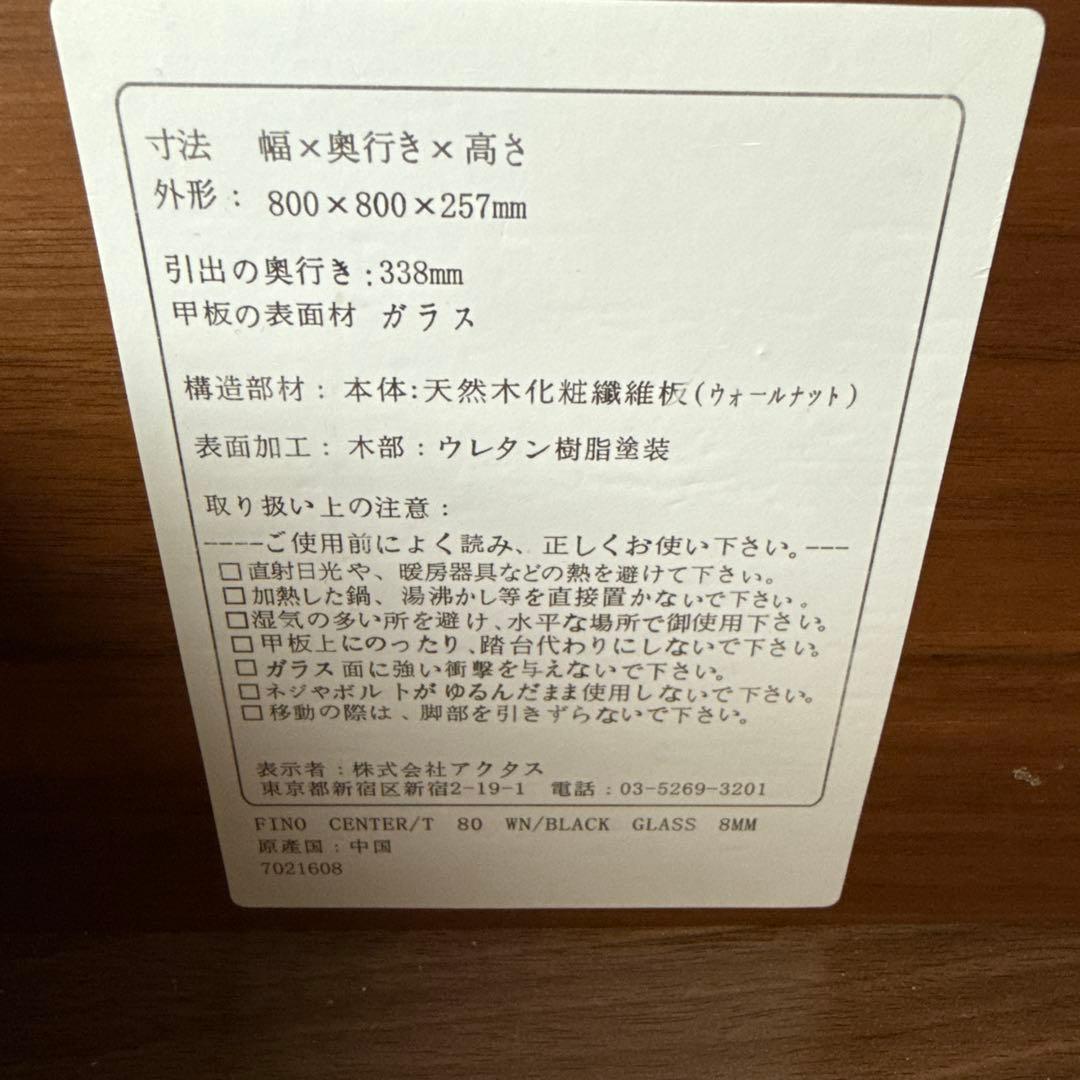 寸法　幅×奥行き×高さ
外形：800×800×257mm
引出の奥行き:338mm
甲板の表面材 ガラス
構造部材：本体:天然木化粧繊維板(ウォールナット)
表面加工：木部：ウレタン樹脂塗装
取り扱い上の注意：
----ご使用前によく読み、正しくお使い下さい。---
□直射日光や、暖房器具などの熱を避けて下さい。
□加熱した鍋、湯沸かし等を直接置かないで下さい。
□湿気の多い所を避け、水平な場所で御使用下さい。
□甲板上にのったり、踏台代わりにしないで下さい。
□ガラス面に強い衝撃を与えないで下さい。
□ネジやボルトがゆるんだまま使用しないで下さい。
□移動の際は、脚部を引きずらないで下さい。
表示者：株式会社アクタス
東京都新宿区新宿2-19-1　電話：03-5269-3201
FINO CENTER/T 80 WN/BLACK GLASS 8MM
原産国：中国
7021608